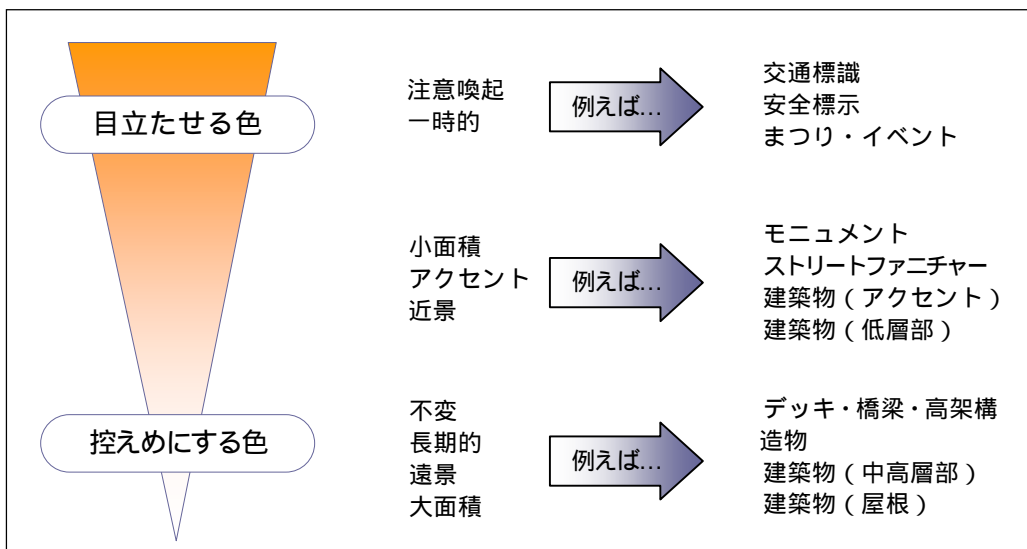 目立たせる色
注意喚起
一時的
例えば…
交通標識
安全標示
まつり・イベント
小面積
アクセント
近景
例えば…
モニュメント
ストリートファニチャー
建築物(アクセント)
建築物(低層部)
控えめにする色
不変
長期的
遠景
大面積
例えば…
デッキ・橋梁・高架構
造物
建築物(中高層部)
建築物(屋根)